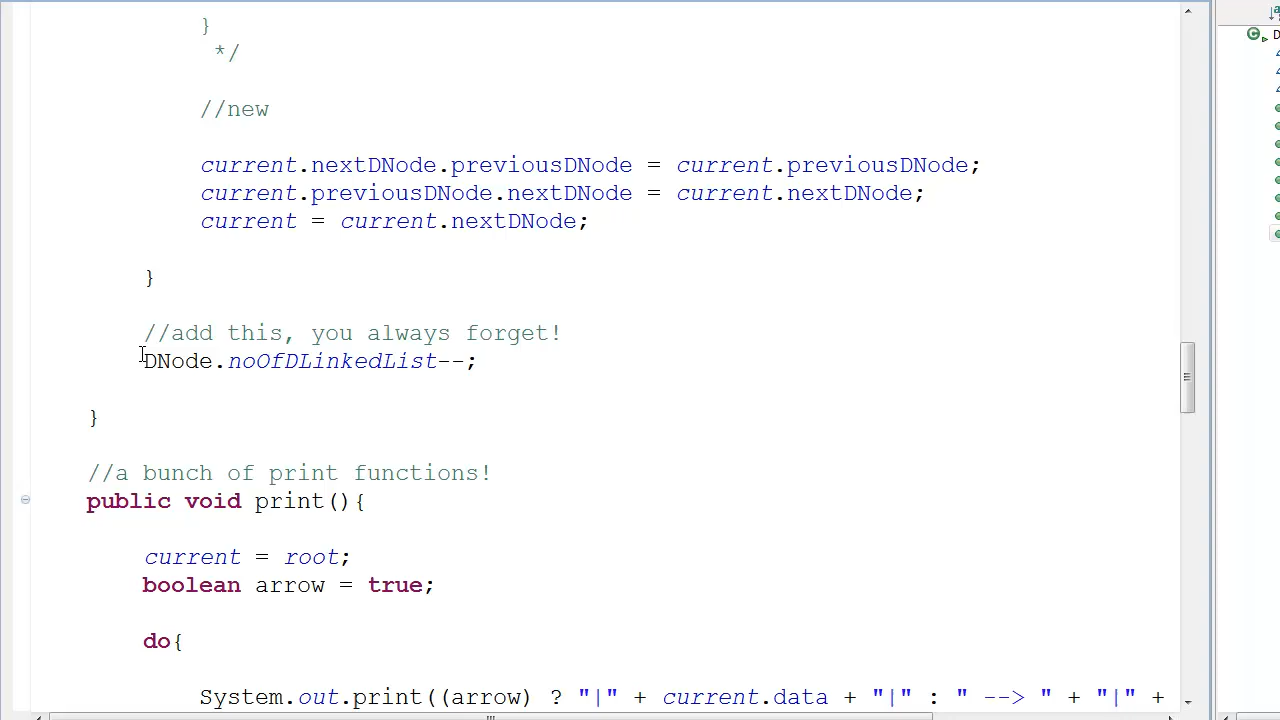 }
*/
//new
current.nextDNode.previousDNode = current.previousDNode;
current.previousDNode.nextDNode = current.nextDNode;
current = current.nextDNode;
}
//add this, you always forget!
DNode.noOfDLinkedList--;
}
//a bunch of print functions!
public void print(){
current = root;
boolean arrow = true;
do{
System.out.print((arrow) ? "|" + current.data + "|" : " --> " + "|" +